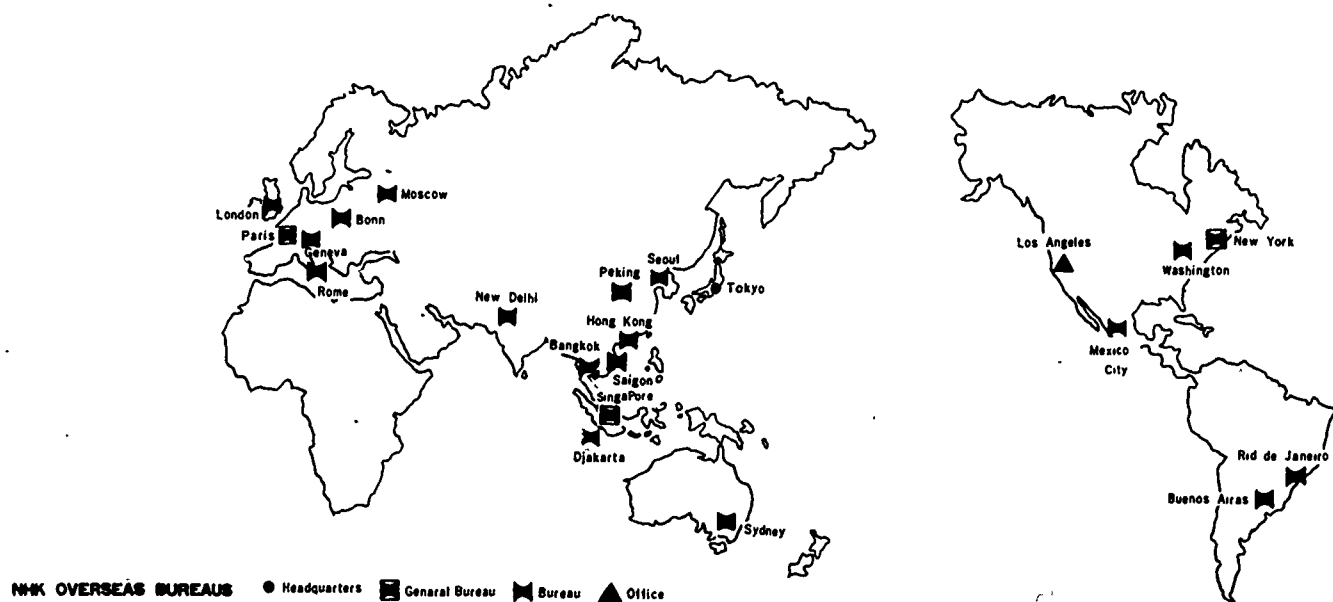 London
Paris
Geneva
Rome
Bonn
Moscow
New Delhi
Peking
Seoul
Tokyo
Hong Kong
Bangkok
Saigon
SingaPore
Djakarta
Sydney
Los Angeles
New York
Washington
Mexico
City
Rid de Janeiro
Buenos Airas
NHK OVERSEAS BUREAUS Headquarters Genaral Bureau Bureau Office